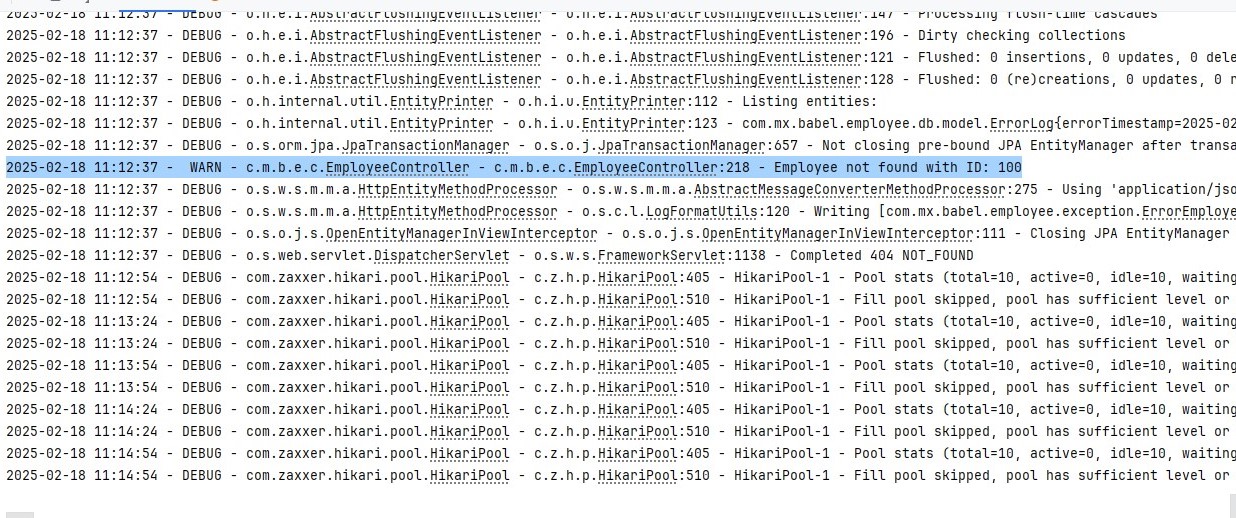 2025-02-18 11:12:37 - DEBUG - o.h.e.i.AbstractFlushingEventListener - o.h.e.i.AbstractFlushingEventListener:147 - Processing flush-time cascades
2025-02-18 11:12:37 - DEBUG - o.h.e.i.AbstractFlushingEventListener - o.h.e.i.AbstractFlushingEventListener:196 - Dirty checking collections
2025-02-18 11:12:37 - DEBUG - o.h.e.i.AbstractFlushingEventListener - o.h.e.i.AbstractFlushingEventListener:121 - Flushed: 0 insertions, 0 updates, 0 dele
2025-02-18 11:12:37 - DEBUG - o.h.e.i.AbstractFlushingEventListener - o.h.e.i.AbstractFlushingEventListener:128 - Flushed: 0 (re)creations, 0 updates, 0 r
2025-02-18 11:12:37 - DEBUG - o.h.internal.util.EntityPrinter - o.h.i.u.EntityPrinter:112 - Listing entities:
2025-02-18 11:12:37 - DEBUG - o.h.internal.util.EntityPrinter - o.h.i.u.EntityPrinter:123 - com.mx.babel.employee.db.model.ErrorLog{errorTimestamp=2025-02
2025-02-18 11:12:37 - DEBUG - o.s.orm.jpa.JpaTransactionManager - o.s.o.j.JpaTransactionManager:657 - Not closing pre-bound JPA EntityManager after transa
2025-02-18 11:12:37 -  WARN - c.m.b.e.c.EmployeeController - c.m.b.e.c.EmployeeController:218 - Employee not found with ID: 100
2025-02-18 11:12:37 - DEBUG - o.s.w.s.m.m.a.HttpEntityMethodProcessor - o.s.w.s.m.m.a.AbstractMessageConverterMethodProcessor:275 - Using 'application/jso
2025-02-18 11:12:37 - DEBUG - o.s.w.s.m.m.a.HttpEntityMethodProcessor - o.s.c.l.LogFormatUtils:120 - Writing [com.mx.babel.employee.exception.ErrorEmploye
2025-02-18 11:12:37 - DEBUG - o.s.o.j.s.OpenEntityManagerInViewInterceptor - o.s.o.j.s.OpenEntityManagerInViewInterceptor:111 - Closing JPA EntityManager
2025-02-18 11:12:37 - DEBUG - o.s.web.servlet.DispatcherServlet - o.s.w.s.FrameworkServlet:1138 - Completed 404 NOT_FOUND
2025-02-18 11:12:54 - DEBUG - com.zaxxer.hikari.pool.HikariPool - c.z.h.p.HikariPool:405 - HikariPool-1 - Pool stats (total=10, active=0, idle=10, waiting
2025-02-18 11:12:54 - DEBUG - com.zaxxer.hikari.pool.HikariPool - c.z.h.p.HikariPool:510 - HikariPool-1 - Fill pool skipped, pool has sufficient level or
2025-02-18 11:13:24 - DEBUG - com.zaxxer.hikari.pool.HikariPool - c.z.h.p.HikariPool:405 - HikariPool-1 - Pool stats (total=10, active=0, idle=10, waiting
2025-02-18 11:13:24 - DEBUG - com.zaxxer.hikari.pool.HikariPool - c.z.h.p.HikariPool:510 - HikariPool-1 - Fill pool skipped, pool has sufficient level or
2025-02-18 11:13:54 - DEBUG - com.zaxxer.hikari.pool.HikariPool - c.z.h.p.HikariPool:405 - HikariPool-1 - Pool stats (total=10, active=0, idle=10, waiting
2025-02-18 11:13:54 - DEBUG - com.zaxxer.hikari.pool.HikariPool - c.z.h.p.HikariPool:510 - HikariPool-1 - Fill pool skipped, pool has sufficient level or
2025-02-18 11:14:24 - DEBUG - com.zaxxer.hikari.pool.HikariPool - c.z.h.p.HikariPool:405 - HikariPool-1 - Pool stats (total=10, active=0, idle=10, waiting
2025-02-18 11:14:24 - DEBUG - com.zaxxer.hikari.pool.HikariPool - c.z.h.p.HikariPool:510 - HikariPool-1 - Fill pool skipped, pool has sufficient level or
2025-02-18 11:14:54 - DEBUG - com.zaxxer.hikari.pool.HikariPool - c.z.h.p.HikariPool:405 - HikariPool-1 - Pool stats (total=10, active=0, idle=10, waiting
2025-02-18 11:14:54 - DEBUG - com.zaxxer.hikari.pool.HikariPool - c.z.h.p.HikariPool:510 - HikariPool-1 - Fill pool skipped, pool has sufficient level or